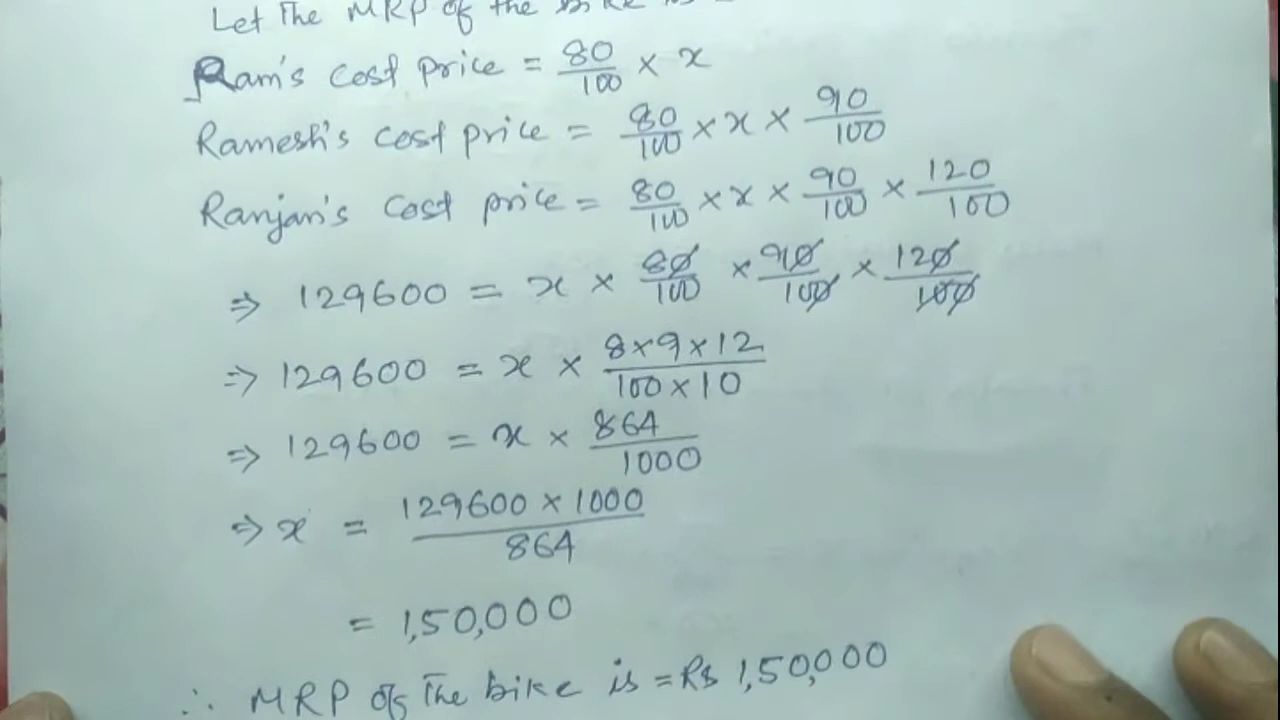 Let The MRP of the bike is =
Ram's Cost Price = 80/100 × x
Ramesh's cost price = 80/100 × x × 90/100
Ranjan's Cost price = 80/100 × x × 90/100 × 120/100
⇒ 129600 = x × 80/100 × 90/100 × 120/100
⇒ 129600 = x × 8×9×12/100×10
⇒ 129600 = x × 864/1000
⇒ x = 129600 × 1000/864
= 1,50,000
∴ MRP of The bike is = Rs 1,50,000